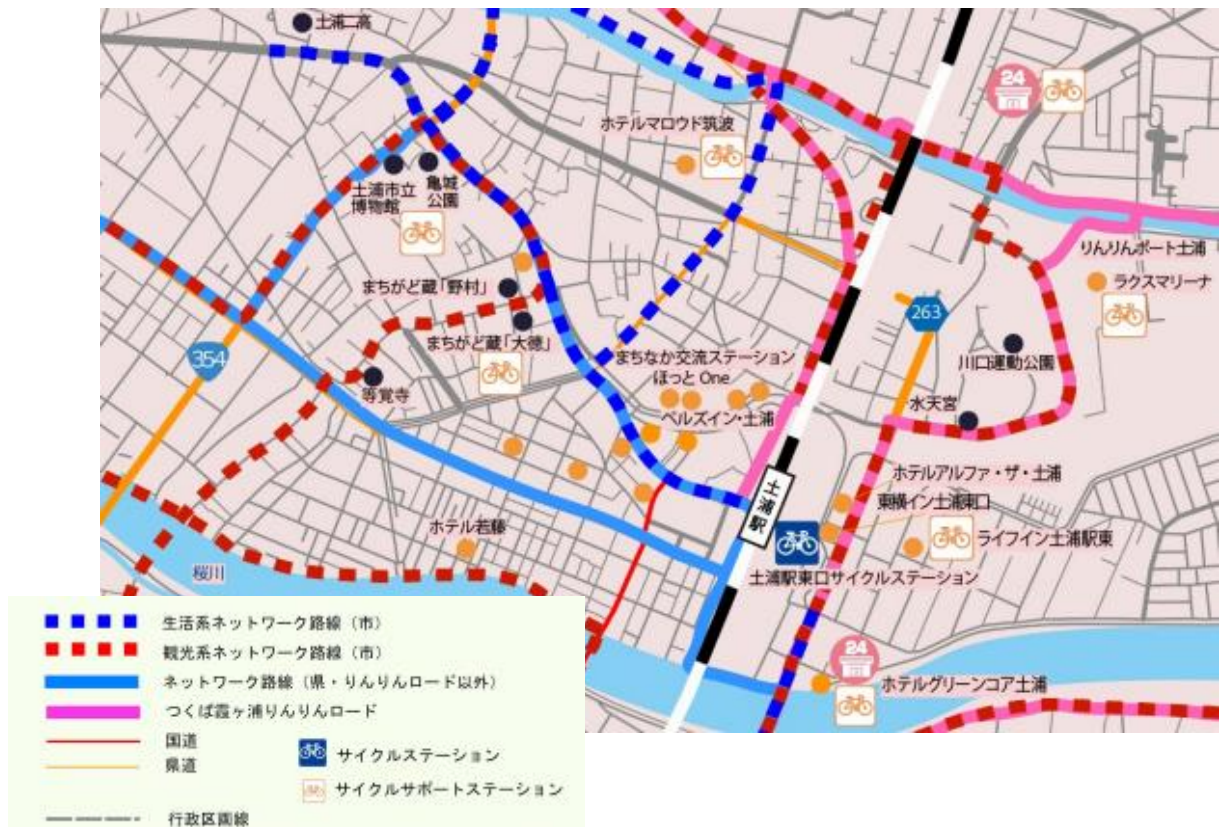 土浦二高
24
ホテルマロウド筑波
土浦市立
博物館
亀城
公園
りんりんポート土浦
まちがど蔵「野村」
ラクスマリーナ
263
まちがど蔵「大徳」
まちなか交流ステーション
ほっとOne
354
川口運動公園
等覚寺
ベルズイン・土浦
水天宮
ホテルアルファ・ザ・土浦
土浦駅
東横イン土浦東口
ホテル若藤
ライフイン土浦駅東
桜川
土浦駅東口サイクルステーション
24
ホテルグリーンコア土浦
生活系ネットワーク路線（市）
観光系ネットワーク路線（市）
ネットワーク路線（県・りんりんロード以外）
つくば霞ヶ浦りんりんロード
国道
サイクルステーション
県道
サイクルサポートステーション
行政区画線